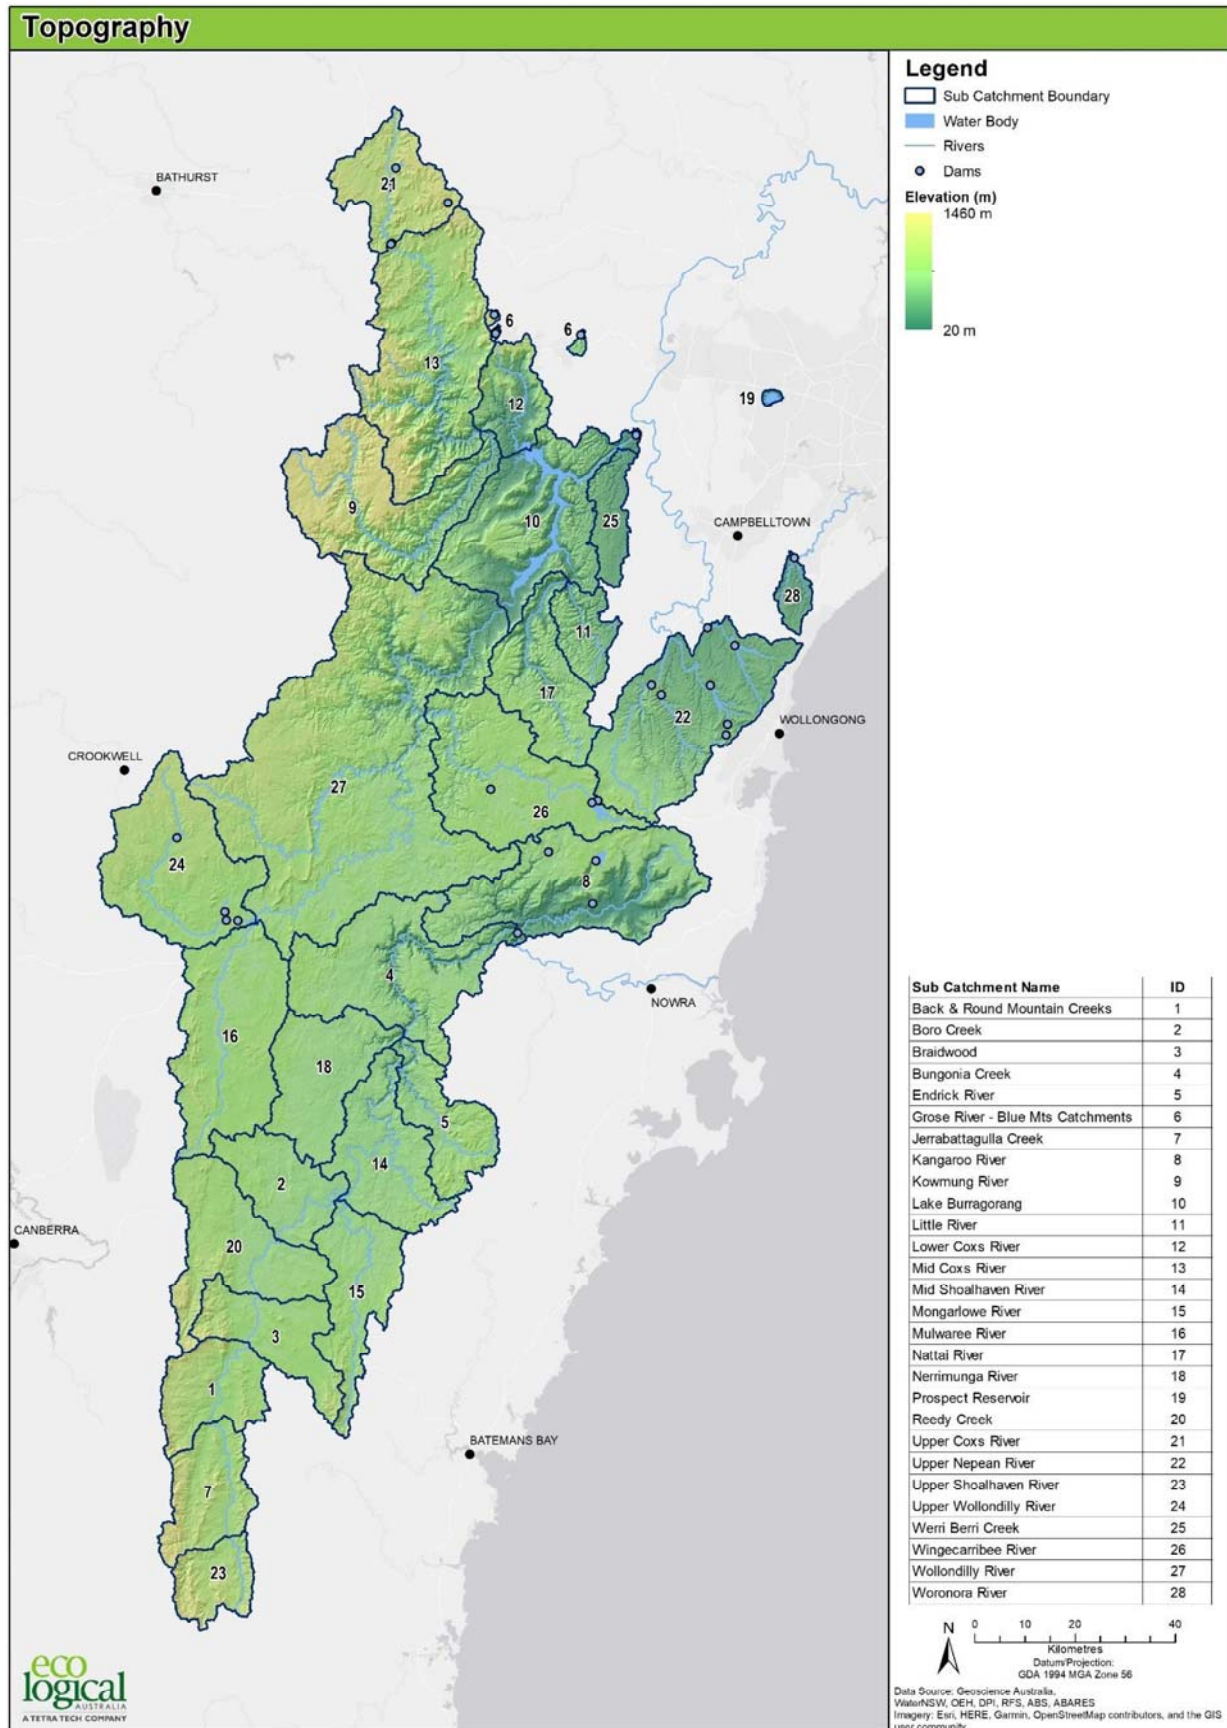 Topography
Legend
Sub Catchment Boundary
Water Body
Rivers
Dams
Elevation (m)
1460 m
20 m
BATHURST
21
6
6
13
19
12
9
10
25
CAMPBELLTOWN
28
11
17
22
WOLLONGONG
CROOKWELL
27
26
24
8
4
NOWRA
16
18
5
14
2
CANBERRA
20
15
3
1
BATEMANS BAY
7
23
Sub Catchment Name ID
Back & Round Mountain Creeks 1
Boro Creek 2
Braidwood 3
Bungonia Creek 4
Endrick River 5
Grose River - Blue Mts Catchments 6
Jerrabattagulla Creek 7
Kangaroo River 8
Kowmung River 9
Lake Burragorang 10
Little River 11
Lower Coxs River 12
Mid Coxs River 13
Mid Shoalhaven River 14
Mongarlowe River 15
Mulwaree River 16
Nattai River 17
Nerrimunga River 18
Prospect Reservoir 19
Reedy Creek 20
Upper Coxs River 21
Upper Nepean River 22
Upper Shoalhaven River 23
Upper Wollondilly River 24
Werri Berri Creek 25
Wingecarribee River 26
Wollondilly River 27
Woronora River 28
N
0 10 20 40
Kilometres
Datum/Projection:
GDA 1994 MGA Zone 56
Data Source: Geoscience Australia,
WaterNSW, OEH, DPI, RFS, ABS, ABARES
Imagery: Esri, HERE, Garmin, OpenStreetMap contributors, and the GIS
user community
eco
logical
AUSTRALIA
A TETRA TECH COMPANY